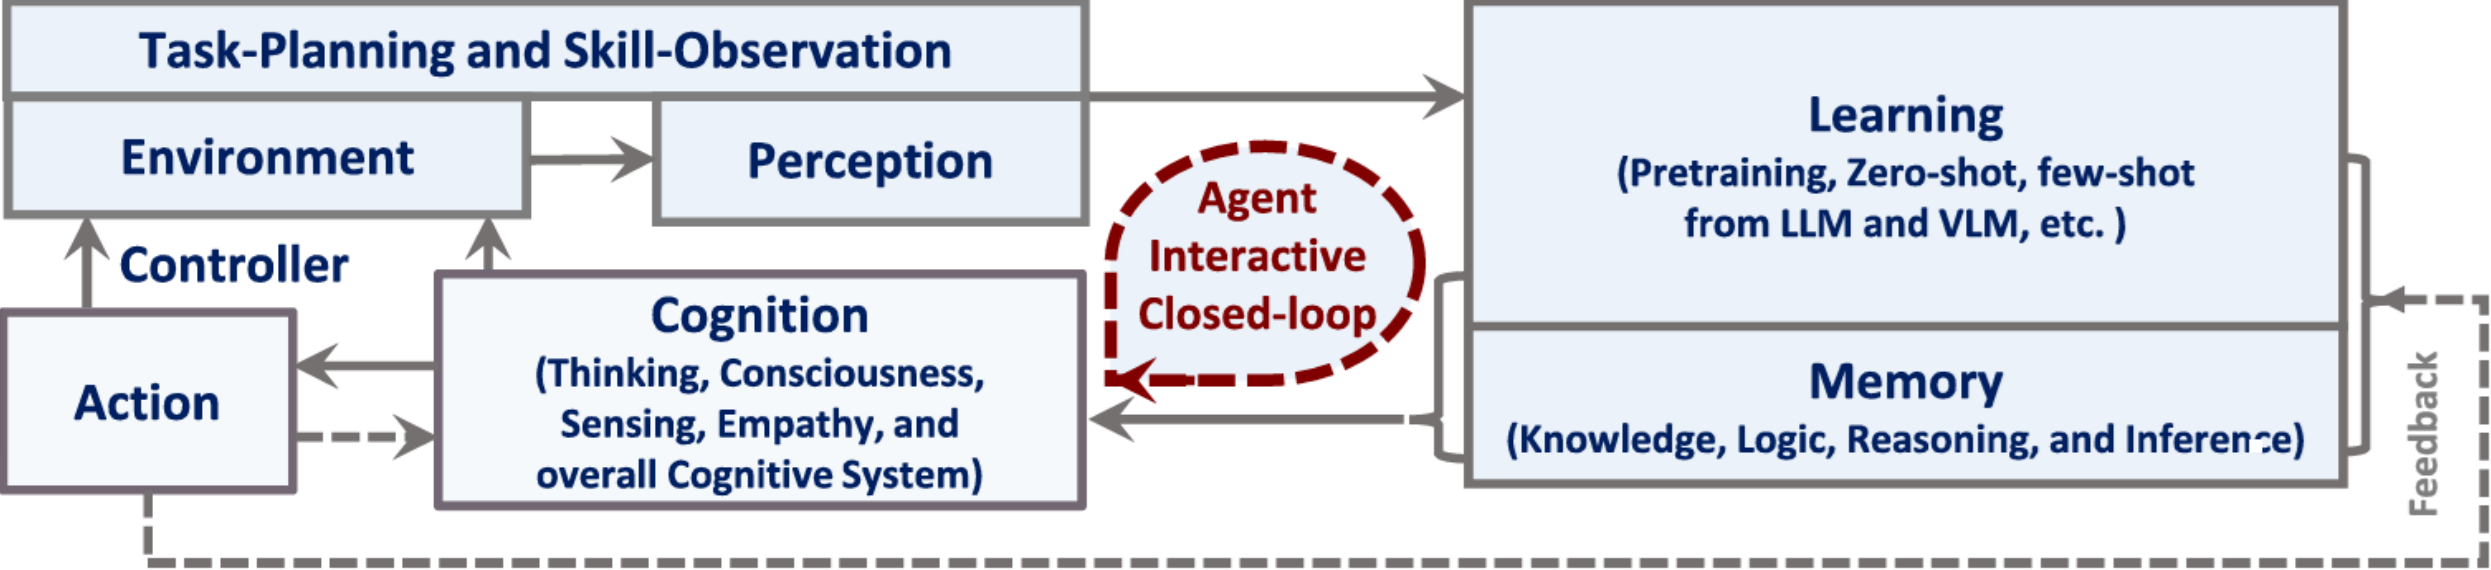 Task-Planning and Skill-Observation
Environment
Perception
Controller
Action
Cognition
(Thinking, Consciousness,
Sensing, Empathy, and
overall Cognitive System)
Agent
Interactive
Closed-loop
Learning
(Pretraining, Zero-shot, few-shot
from LLM and VLM, etc. )
Memory
(Knowledge, Logic, Reasoning, and Inference)
Feedback